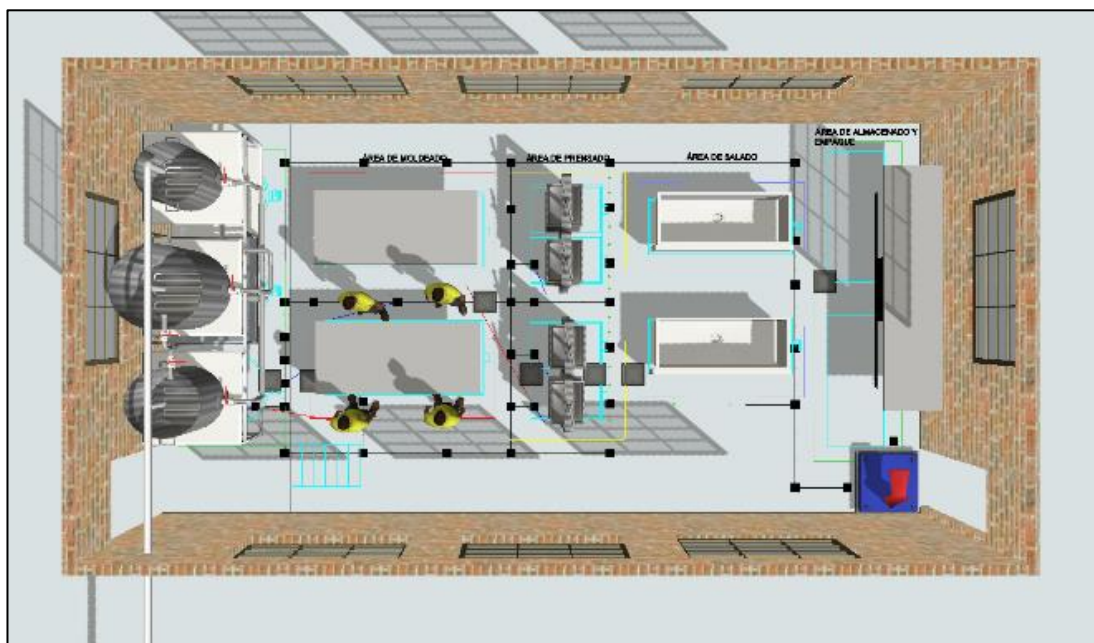 ÁREA DE MOLDEADO
ÁREA DE PRENSADO
ÁREA DE SALADO
ÁREA DE ALMACENADO Y
EMPAQUE